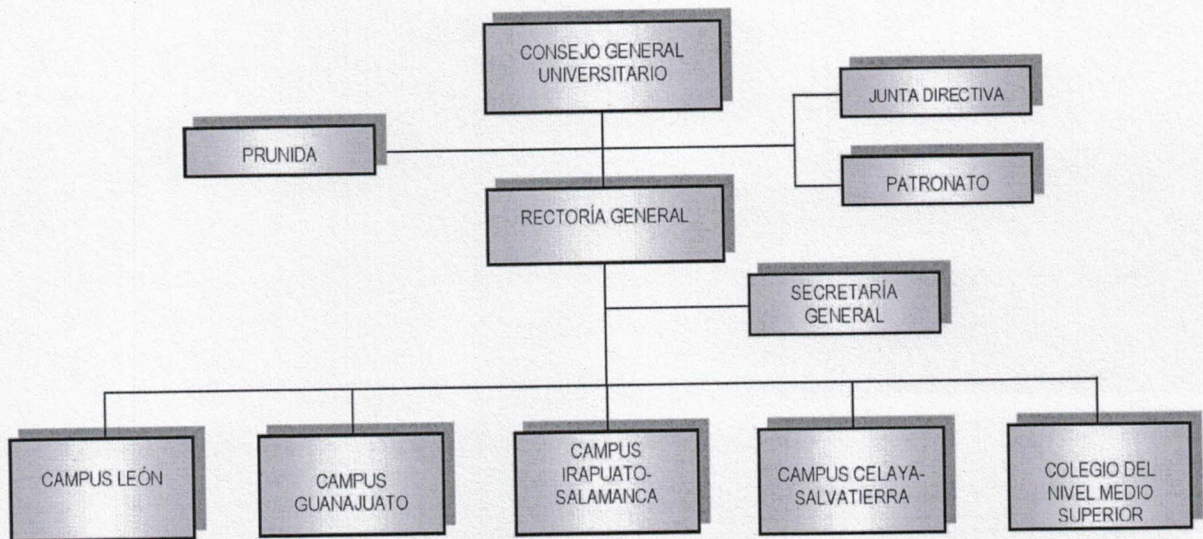 CONSEJO GENERAL
UNIVERSITARIO
JUNTA DIRECTIVA
PRUNIDA
PATRONATO
RECTORÍA GENERAL
SECRETARÍA
GENERAL
CAMPUS LEÓN
CAMPUS
GUANAJUATO
CAMPUS
IRAPUATO-
SALAMANCA
CAMPUS CELAYA-
SALVATIERRA
COLEGIO DEL
NIVEL MEDIO
SUPERIOR